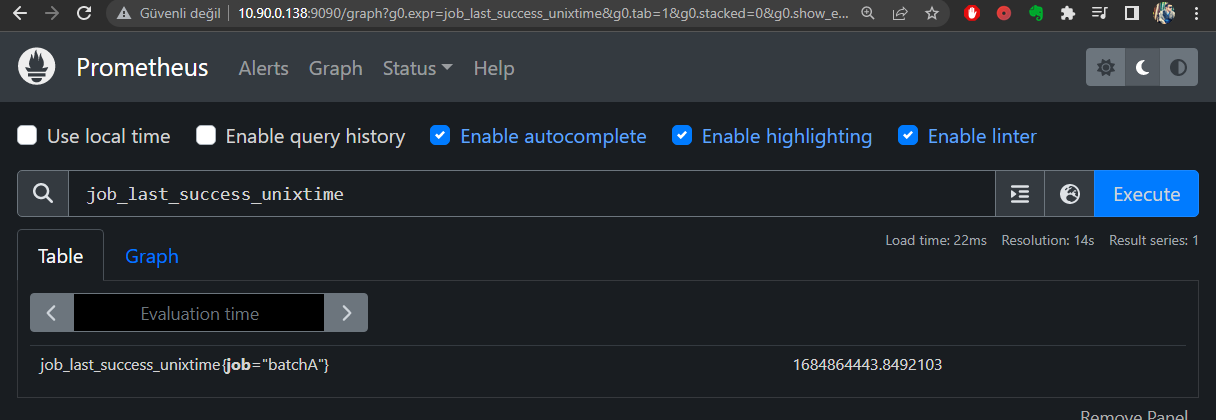 Güvenli değil | 10.90.0.138:9090/graph?g0.expr=job_last_success_unixtime&g0.tab=1&g0.stacked=0&g0.show_e...
Prometheus Alerts Graph Status Help
Use local time Enable query history Enable autocomplete Enable highlighting Enable linter
job_last_success_unixtime Execute
Load time: 22ms Resolution: 14s Result series: 1
Table Graph
Evaluation time
job_last_success_unixtime{job="batchA"} 1684864443.8492103
Remove Panel